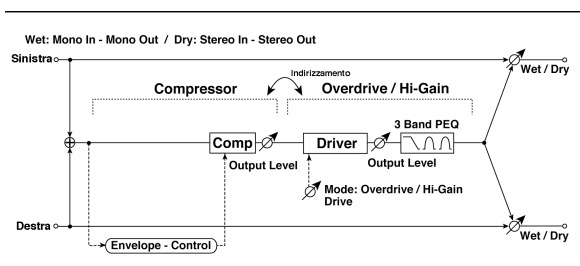 Wet: Mono In - Mono Out / Dry: Stereo In - Stereo Out
Sinistra
Wet / Dry
Indirizzamento
Compressor
Overdrive / Hi-Gain
3 Band PEQ
Comp
Driver
Output Level
Output Level
Mode: Overdrive / Hi-Gain
Drive
Destra
Wet / Dry
Envelope - Control